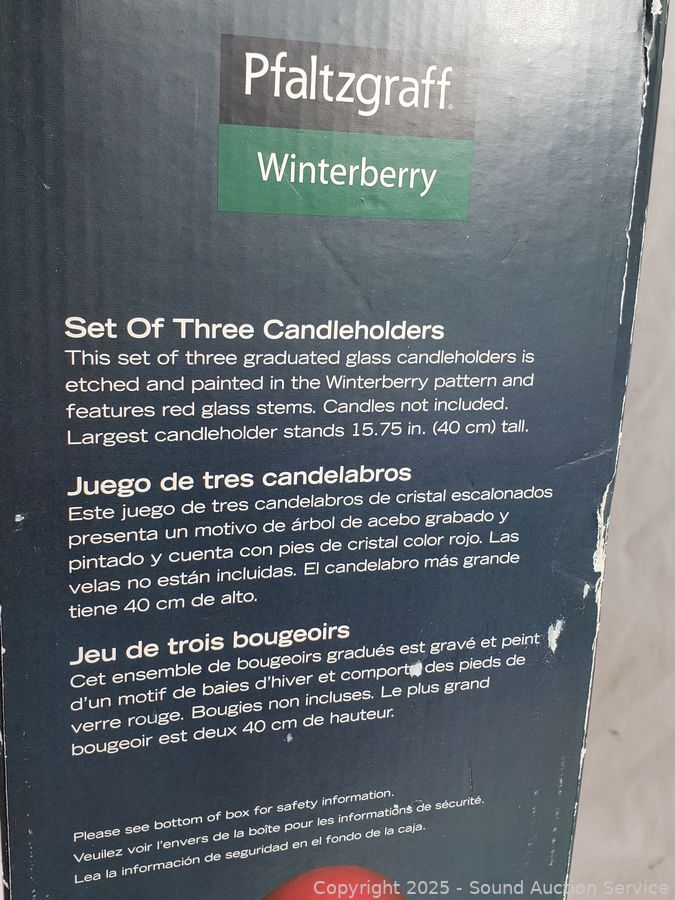 Pfaltzgraff
Winterberry
Set Of Three Candleholders
This set of three graduated glass candleholders is
etched and painted in the Winterberry pattern and
features red glass stems. Candles not included.
Largest candleholder stands 15.75 in. (40 cm) tall.
Juego de tres candelabros
Este juego de tres candelabros de cristal escalonados
presenta un motivo de árbol de acebo grabado y
pintado y cuenta con pies de cristal color rojo. Las
velas no están incluidas. El candelabro más grande
tiene 40 cm de alto.
Jeu de trois bougeoirs
Cet ensemble de bougeoirs gradués est gravé et peint
d'un motif de baies d'hiver et comporte des pieds de
verre rouge. Bougies non incluses. Le plus grand
bougeoir est deux 40 cm de hauteur.
Please see bottom of box for safety information.
Veuilez voir l'envers de la boîte pour les informations de sécurité.
Lea la información de seguridad en el fondo de la caja.
Copyright 2025 - Sound Auction Service